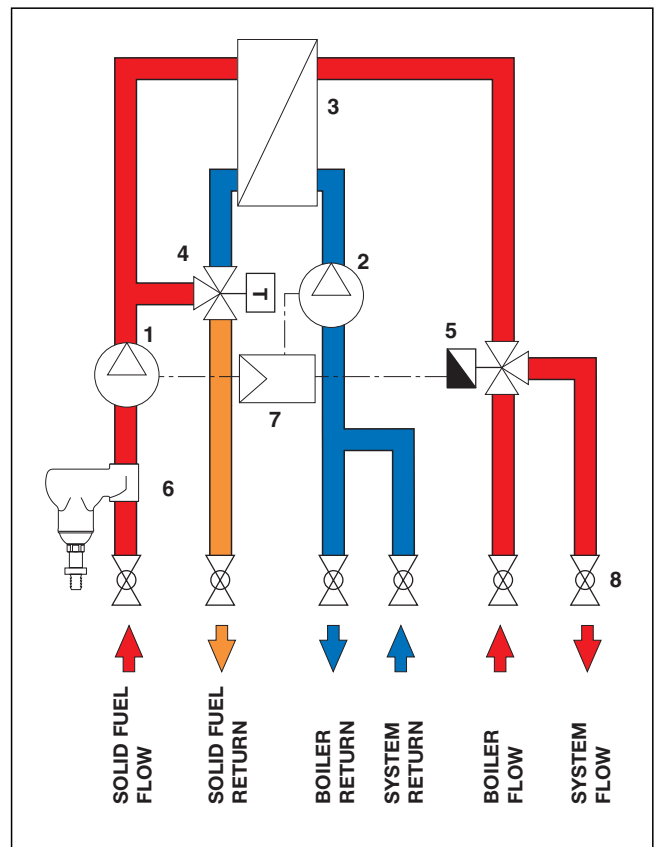 3
4
2
T
1
5
7
6
8
SOLID FUEL
FLOW
SOLID FUEL
RETURN
BOILER
RETURN
SYSTEM
RETURN
BOILER
FLOW
SYSTEM
FLOW